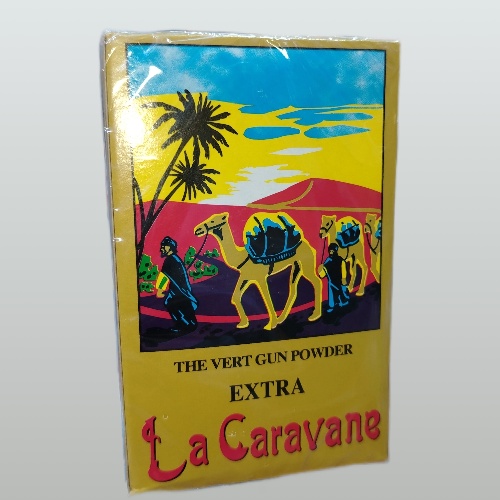 THE VERT GUN POWDER
EXTRA
La Caravane